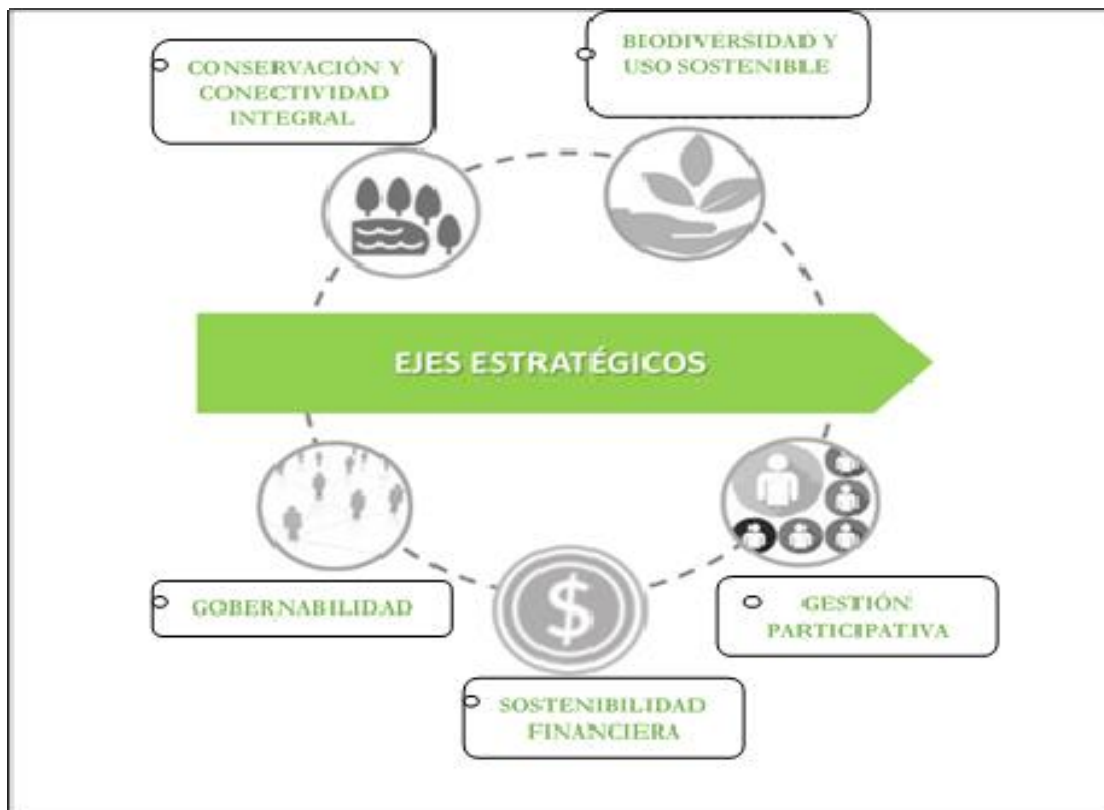 CONSERVACIÓN Y
CONECTIVIDAD
INTEGRAL
BIODIVERSIDAD Y
USO SOSTENIBLE
EJES ESTRATÉGICOS
GOBERNABILIDAD
GESTIÓN
PARTICIPATIVA
$
SOSTENIBILIDAD
FINANCIERA